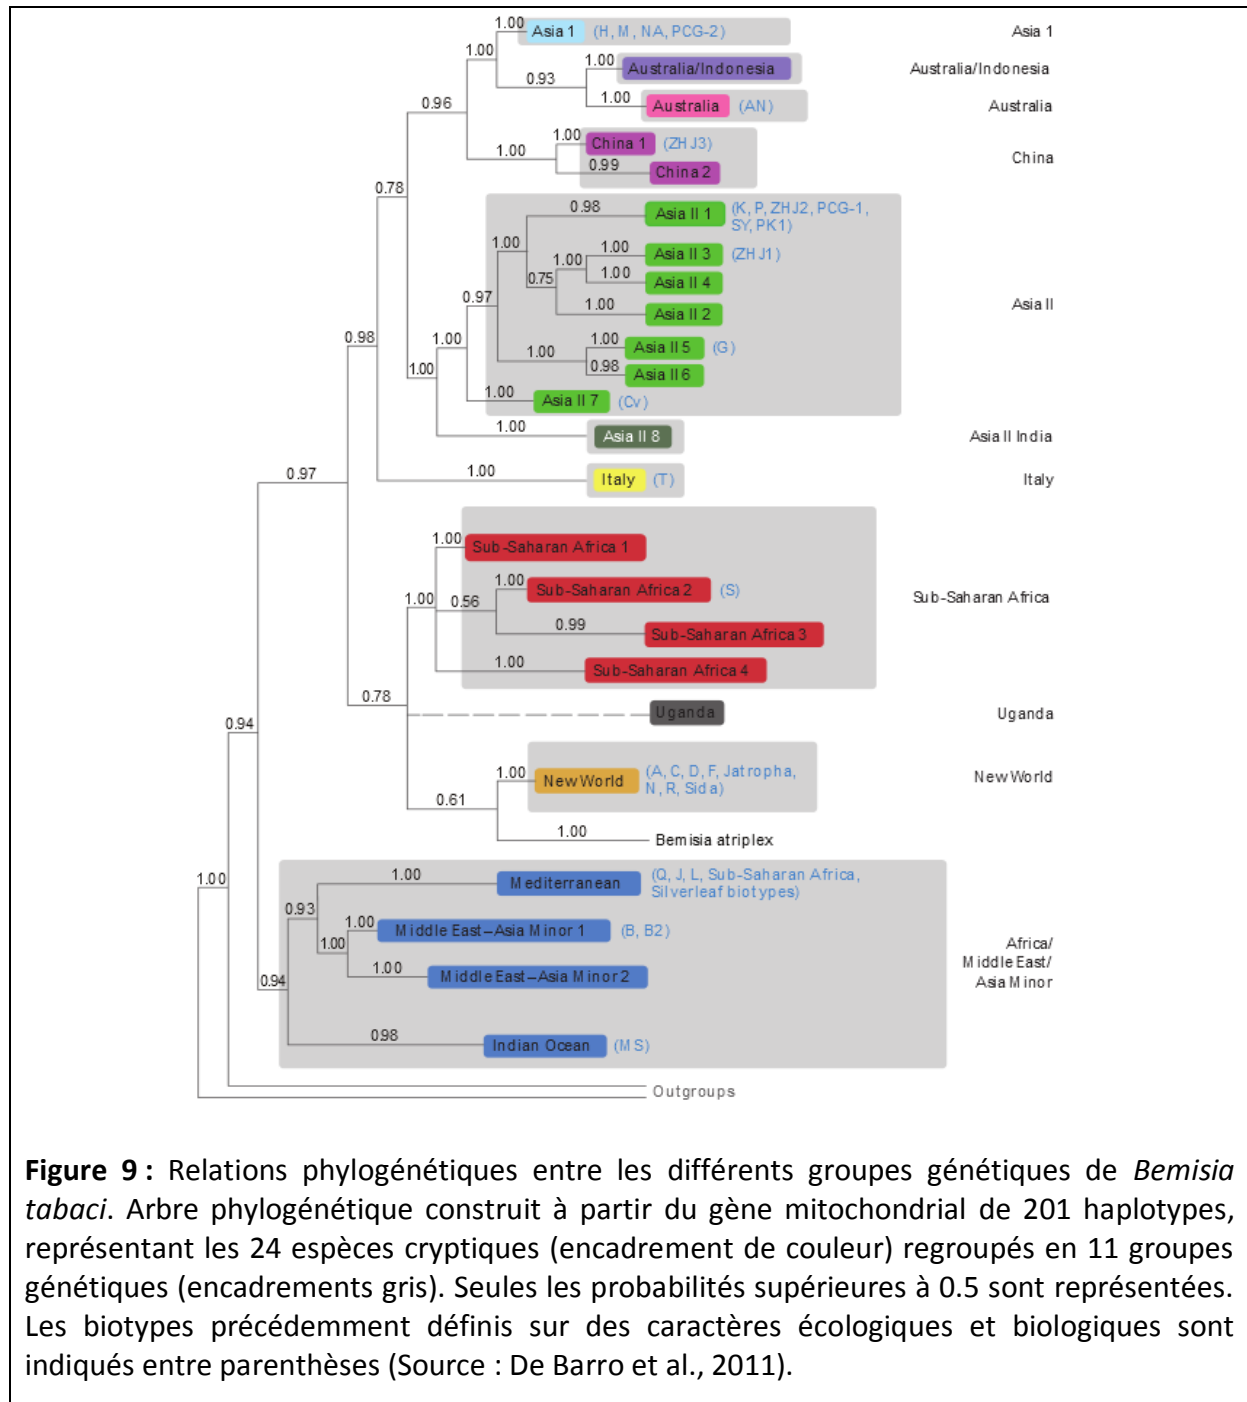 1.00 Asia 1 (H, M, NA, PCG-2) Asia 1
1.00
1.00 Australia/Indonesia Australia/Indonesia
0.93
1.00 Australia (AN) Australia
0.96
1.00 China 1 (ZHJ3)
1.00 China
0.99 China 2
0.78
0.98 Asia II 1 (K, P, ZHJ2, PCG-1,
SY, PK1)
1.00
1.00 Asia II 3 (ZHJ1)
1.00
0.75 1.00 Asia II 4
0.97 Asia II
1.00 Asia II 2
0.98
1.00
1.00 Asia II 5 (G)
1.00
0.98 Asia II 6
1.00
1.00 Asia II 7 (Cv)
1.00 Asia II 8 Asia II India
0.97
1.00 Italy (T) Italy
1.00 Sub-Saharan Africa 1
1.00 Sub-Saharan Africa 2 (S)
1.00 0.56 Sub-Saharan Africa
0.99 Sub-Saharan Africa 3
1.00 Sub-Saharan Africa 4
0.78
Uganda Uganda
0.94
1.00 New World (A, C, D, F, Jatropha,
N, R, Sida) New World
0.61
1.00 Bemisia atriplex
1.00
1.00 Mediterranean (Q, J, L, Sub-Saharan Africa,
Silverleaf biotypes)
0.93
1.00 Middle East–Asia Minor 1 (B, B2)
1.00 Africa/
Middle East/
Asia Minor
1.00 Middle East–Asia Minor 2
0.94
0.98 Indian Ocean (MS)
Outgroups
Figure 9 : Relations phylogénétiques entre les différents groupes génétiques de Bemisia
tabaci. Arbre phylogénétique construit à partir du gène mitochondrial de 201 haplotypes,
représentant les 24 espèces cryptiques (encadrement de couleur) regroupés en 11 groupes
génétiques (encadrements gris). Seules les probabilités supérieures à 0.5 sont représentées.
Les biotypes précédemment définis sur des caractères écologiques et biologiques sont
indiqués entre parenthèses (Source : De Barro et al., 2011).